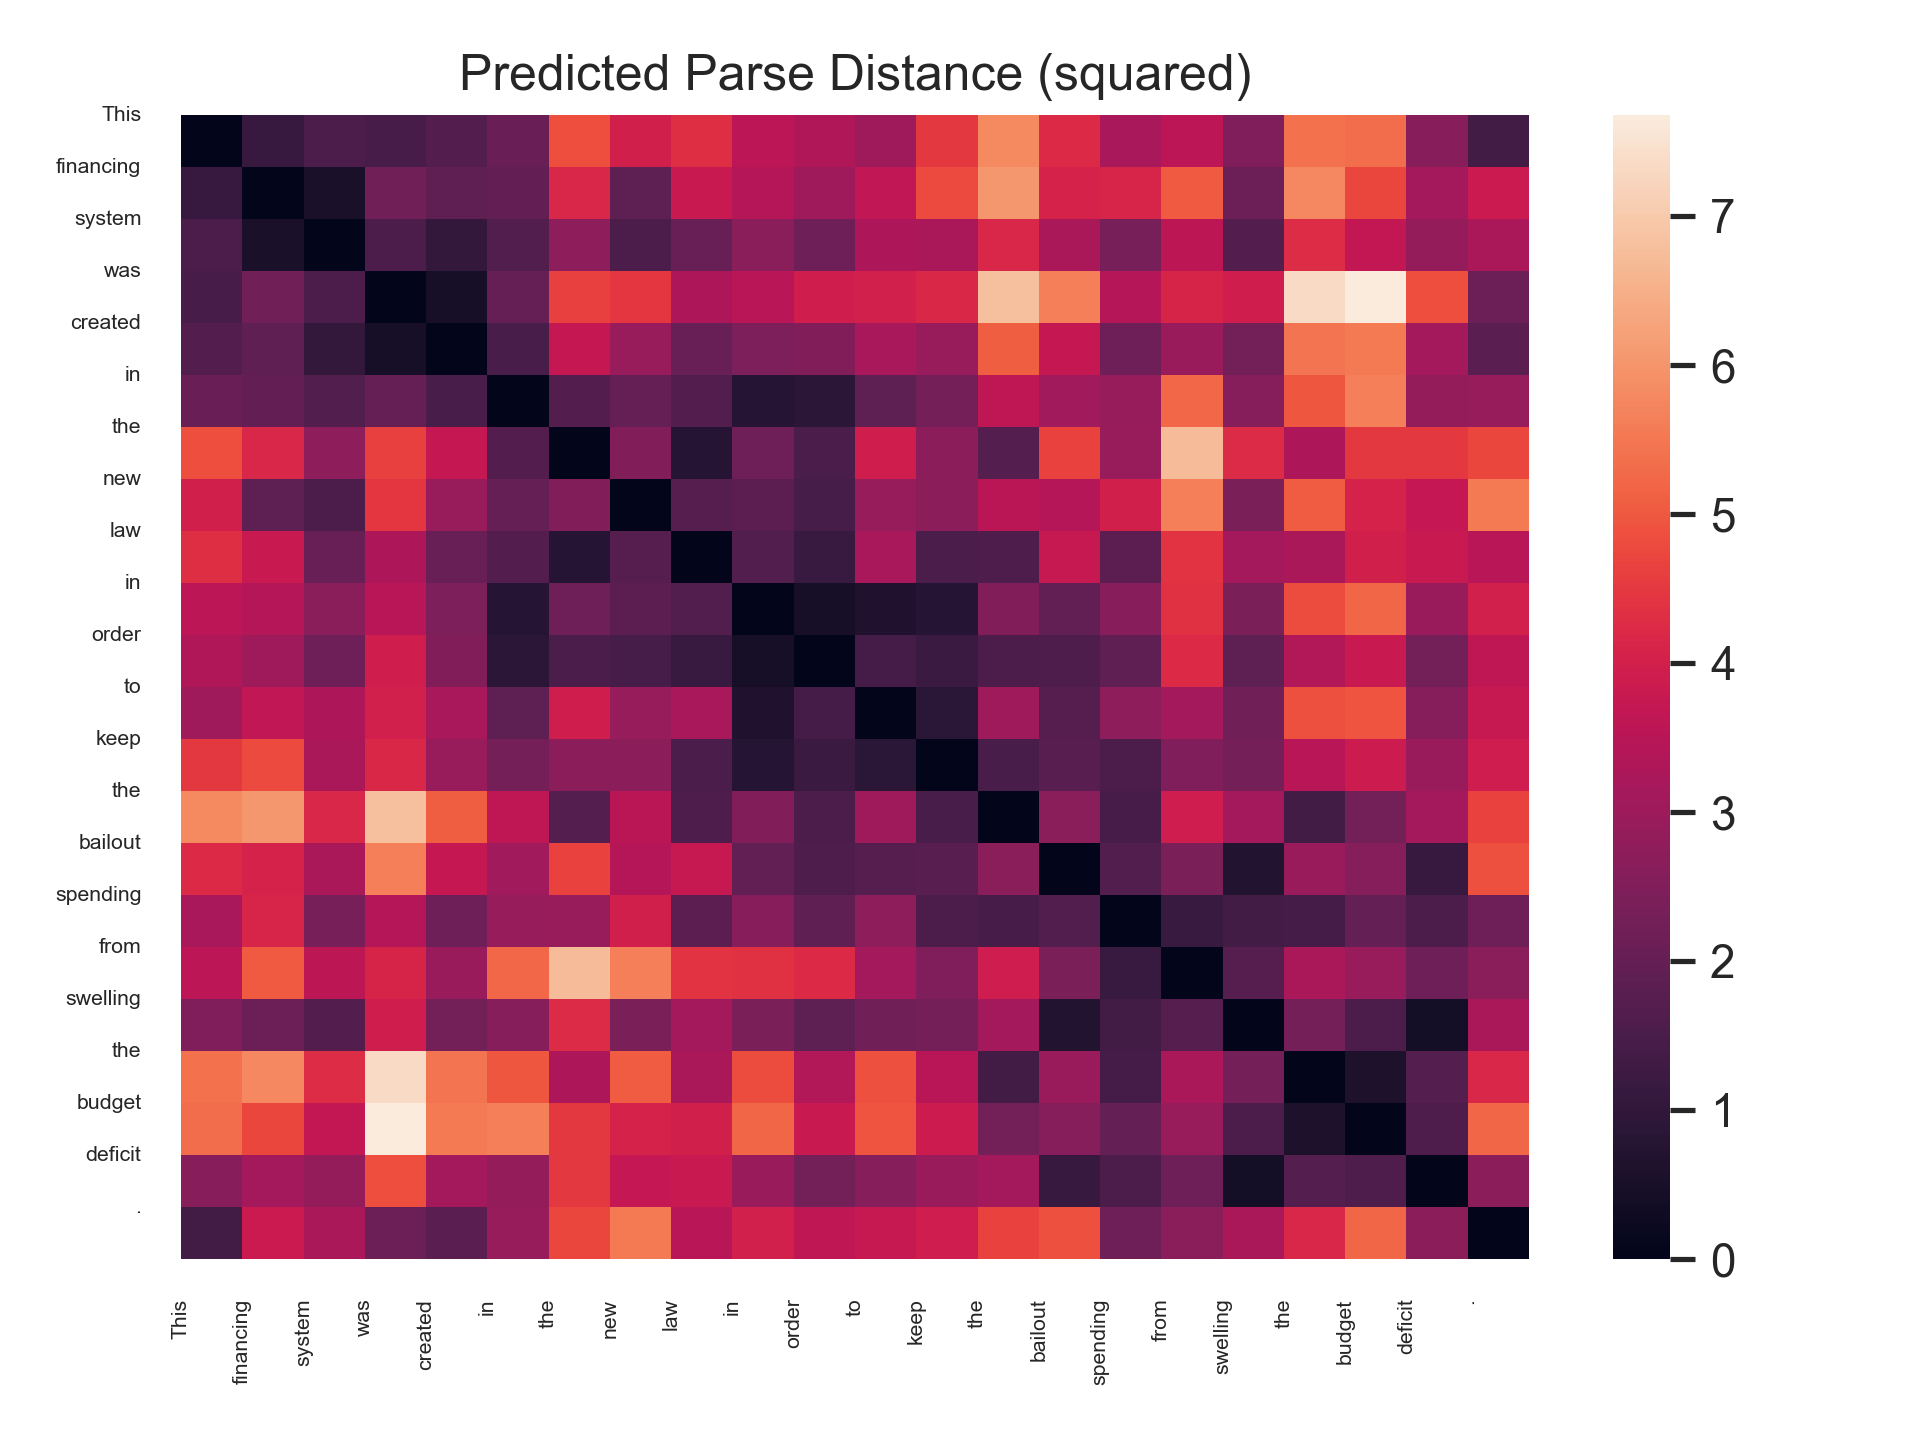 Predicted Parse Distance (squared)
This
financing
system
was
created
in
the
new
law
in
order
to
keep
the
bailout
spending
from
swelling
the
budget
deficit
.
7
6
5
4
3
2
1
0
This
financing
system
was
created
in
the
new
law
in
order
to
keep
the
bailout
spending
from
swelling
the
budget
deficit
.